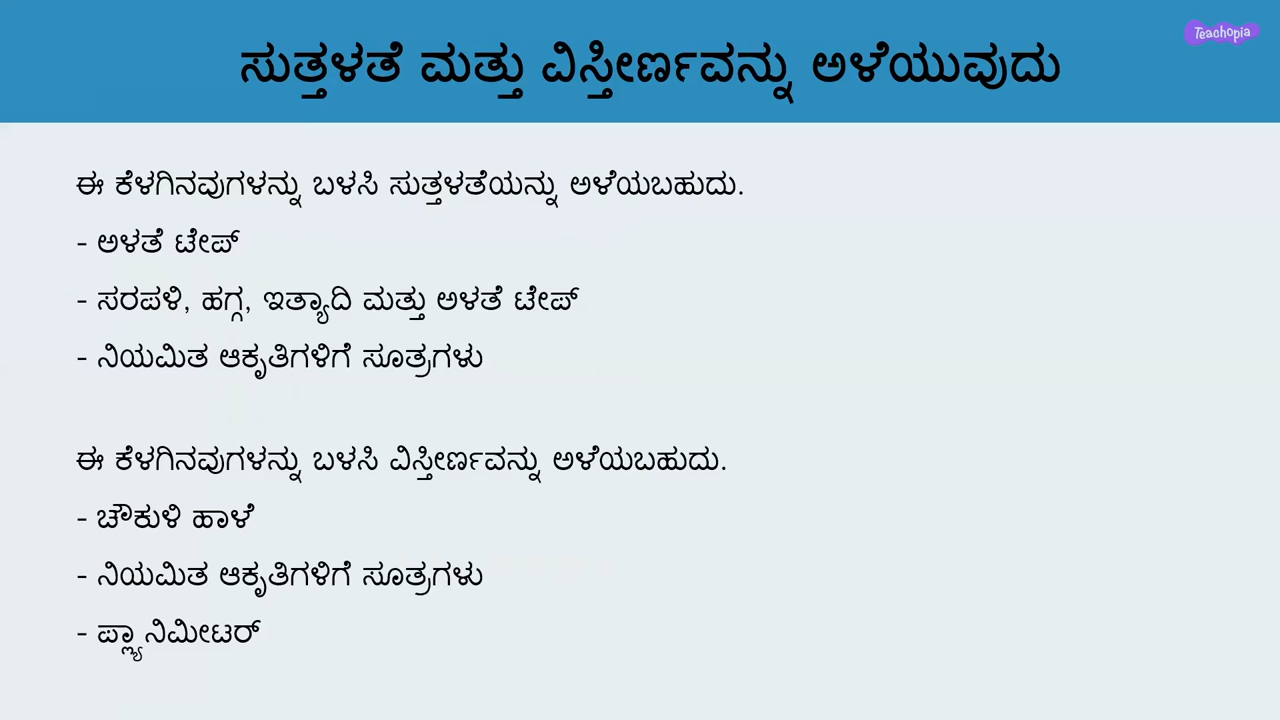 Teachopia
ಸುತ್ತಳತೆ ಮತ್ತು ವಿಸ್ತೀರ್ಣವನ್ನು ಅಳೆಯುವುದು
ಈ ಕೆಳಗಿನವುಗಳನ್ನು ಬಳಸಿ ಸುತ್ತಳತೆಯನ್ನು ಅಳೆಯಬಹುದು.
- ಅಳತೆ ಟೇಪ್
- ಸರಪಳಿ, ಹಗ್ಗ, ಇತ್ಯಾದಿ ಮತ್ತು ಅಳತೆ ಟೇಪ್
- ನಿಯಮಿತ ಆಕೃತಿಗಳಿಗೆ ಸೂತ್ರಗಳು
ಈ ಕೆಳಗಿನವುಗಳನ್ನು ಬಳಸಿ ವಿಸ್ತೀರ್ಣವನ್ನು ಅಳೆಯಬಹುದು.
- ಚೌಕುಳಿ ಹಾಳೆ
- ನಿಯಮಿತ ಆಕೃತಿಗಳಿಗೆ ಸೂತ್ರಗಳು
- ಪ್ಲ್ಯಾನಿಮೀಟರ್